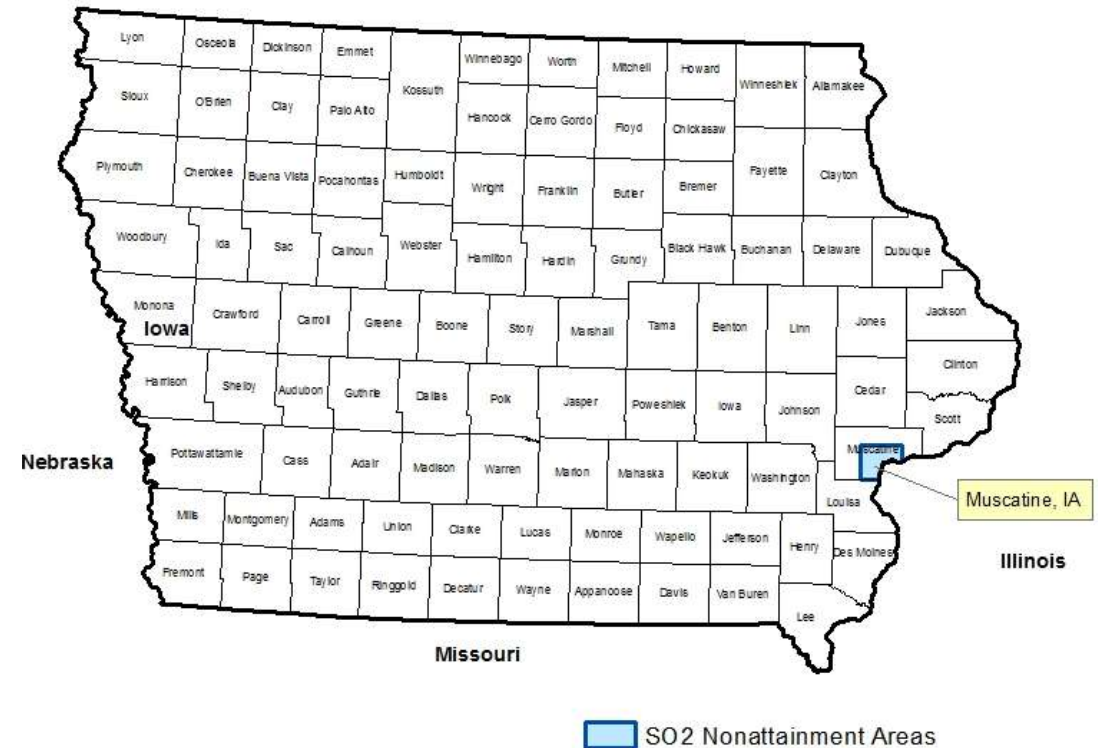 Lyon
Osceola
Dickinson
Emmet
Kossuth
Winnebago
Worth
Mitchell
Howard
Winneshiek
Allamakee
Sioux
O'Brien
Clay
Palo Alto
Hancock
Cerro Gordo
Floyd
Chickasaw
Plymouth
Cherokee
Buena Vista
Pocahontas
Humboldt
Wright
Franklin
Butler
Bremer
Fayette
Clayton
Woodbury
Ida
Sac
Calhoun
Webster
Hamilton
Hardin
Grundy
Black Hawk
Buchanan
Delaware
Dubuque
Monona
Iowa
Crawford
Carroll
Greene
Boone
Story
Marshall
Tama
Benton
Linn
Jones
Jackson
Clinton
Harrison
Shelby
Audubon
Guthrie
Dallas
Polk
Jasper
Poweshiek
Iowa
Johnson
Cedar
Scott
Nebraska
Pottawattamie
Cass
Adair
Madison
Warren
Marion
Mahaska
Keokuk
Washington
Muscatine
Muscatine, IA
Louisa
Mills
Montgomery
Adams
Union
Clarke
Lucas
Monroe
Wapello
Jefferson
Henry
Des Moines
Illinois
Fremont
Page
Taylor
Ringgold
Decatur
Wayne
Appanoose
Davis
Van Buren
Lee
Missouri
SO2 Nonattainment Areas